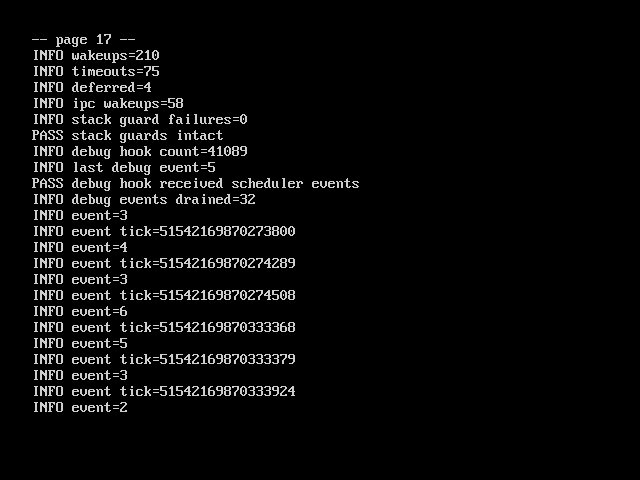 -- page 17 --
INFO wakeups=210
INFO timeouts=75
INFO deferred=4
INFO ipc wakeups=58
INFO stack guard failures=0
PASS stack guards intact
INFO debug hook count=41089
INFO last debug event=5
PASS debug hook received scheduler events
INFO debug events drained=32
INFO event=3
INFO event tick=51542169870273800
INFO event=4
INFO event tick=51542169870274289
INFO event=3
INFO event tick=51542169870274508
INFO event=6
INFO event tick=51542169870333368
INFO event=5
INFO event tick=51542169870333379
INFO event=3
INFO event tick=51542169870333924
INFO event=2